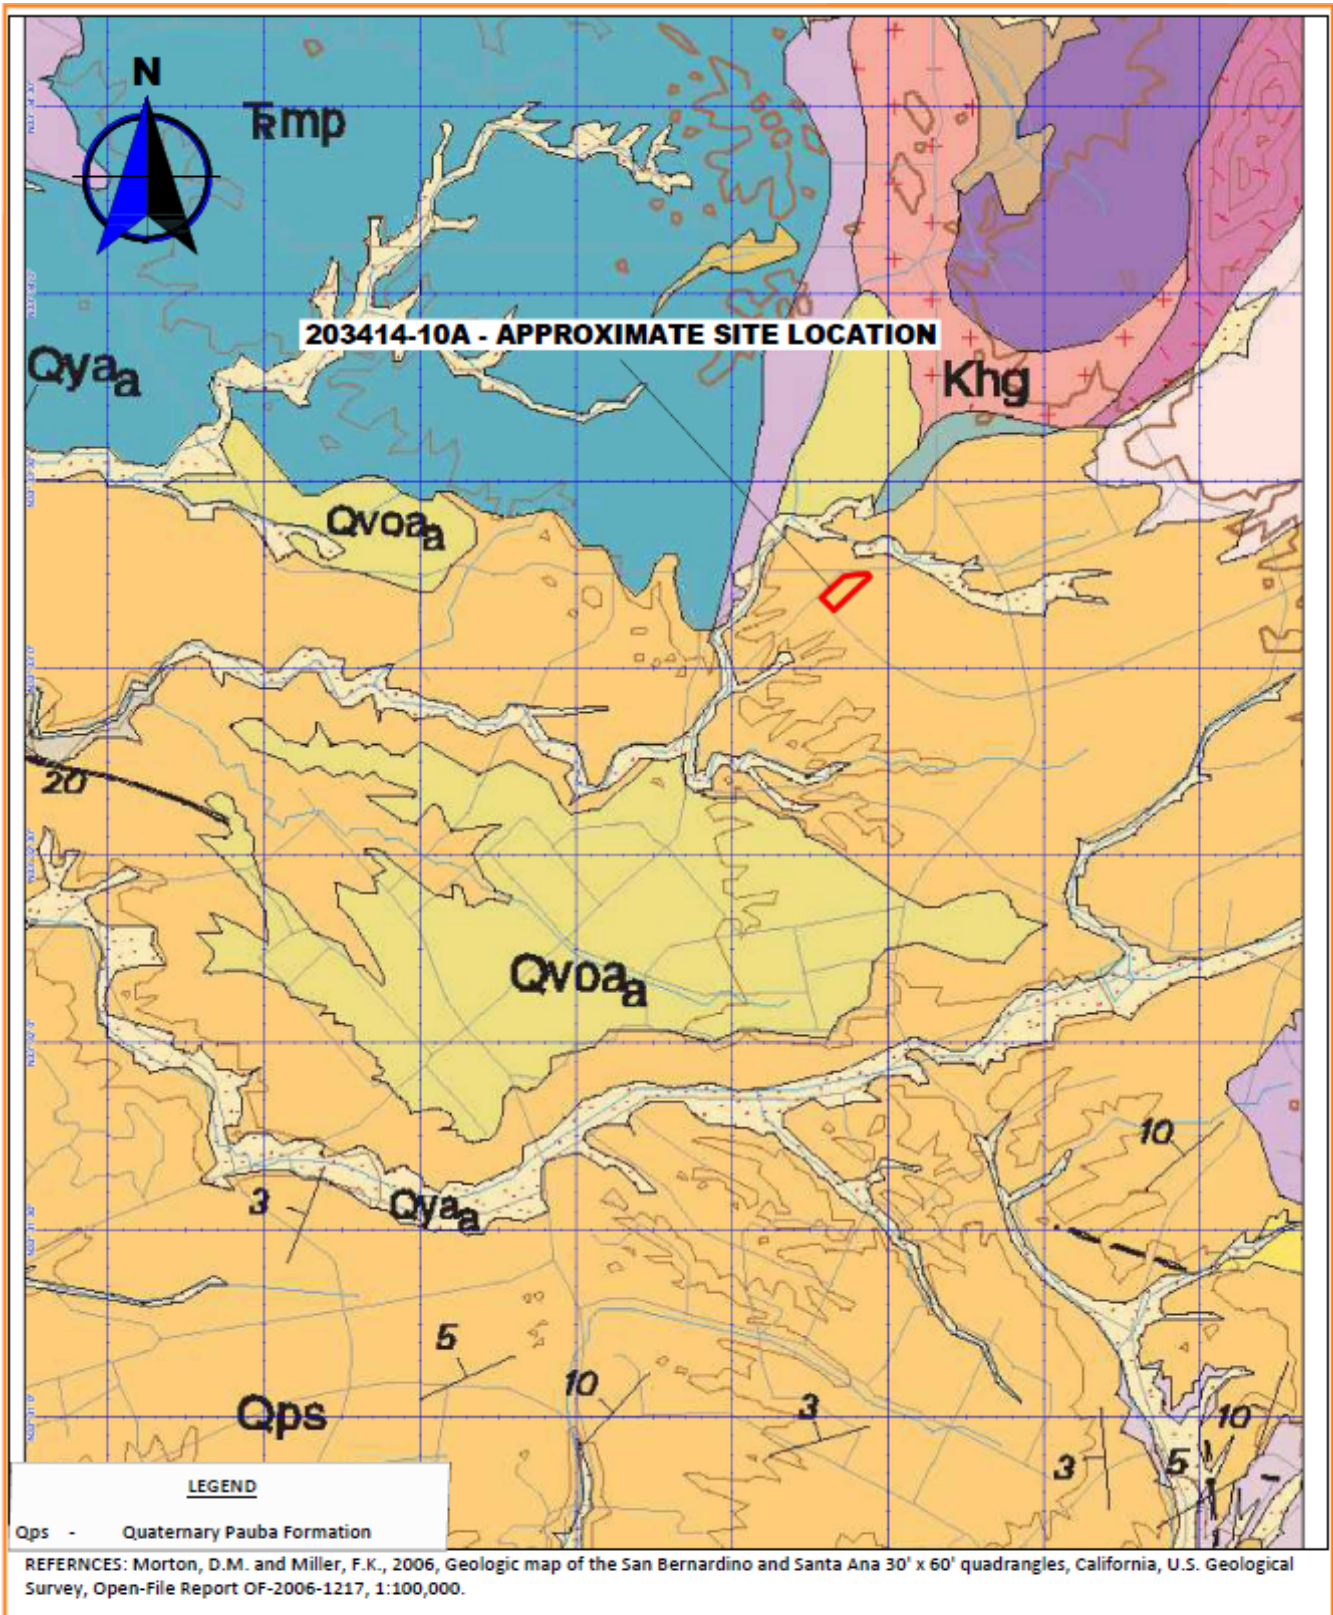 N
TRmp
500
203414-10A - APPROXIMATE SITE LOCATION
Qyaa
Khg
Qvoaa
20
Qvoaa
10
3
Qyaa
5
10
3
Qps
10
3
5
LEGEND
Qps - Quaternary Pauba Formation
REFERNCES: Morton, D.M. and Miller, F.K., 2006, Geologic map of the San Bernardino and Santa Ana 30' x 60' quadrangles, California, U.S. Geological
Survey, Open-File Report OF-2006-1217, 1:100,000.